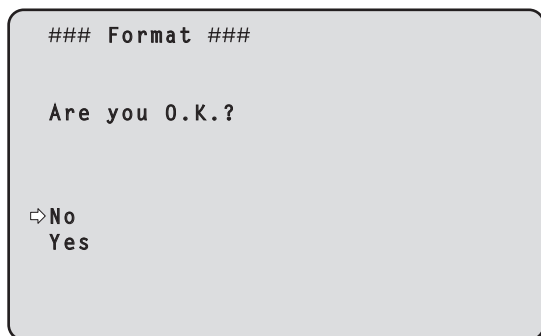 ### Format ###
Are you O.K.?
⇨No
Yes